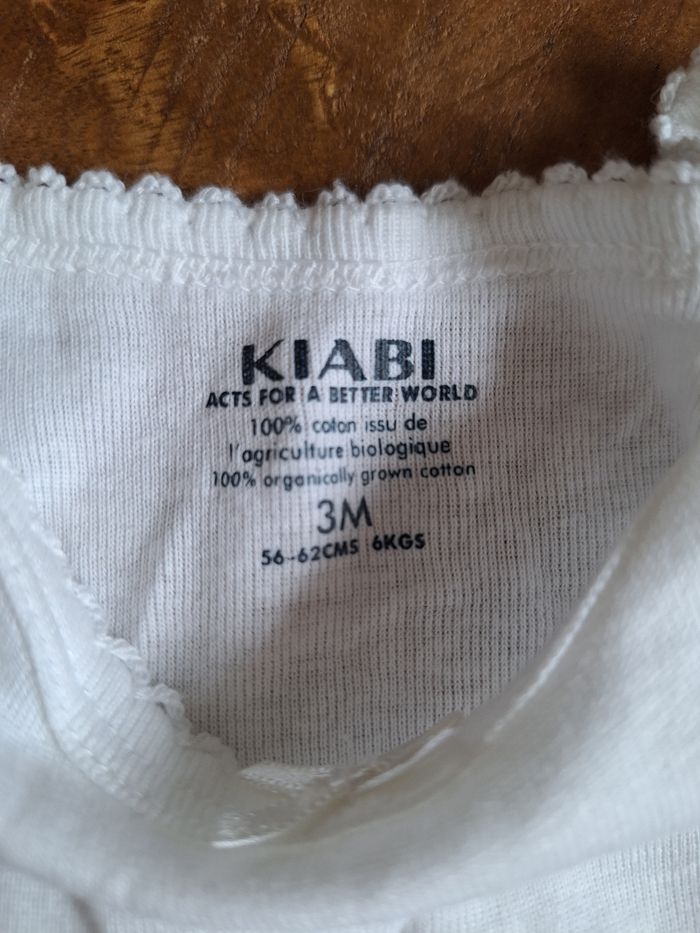 KIABI
ACTS FOR A BETTER WORLD
100% coton issu de
l'agriculture biologique
100% organically grown cotton
3M
56-62CMS 6KGS